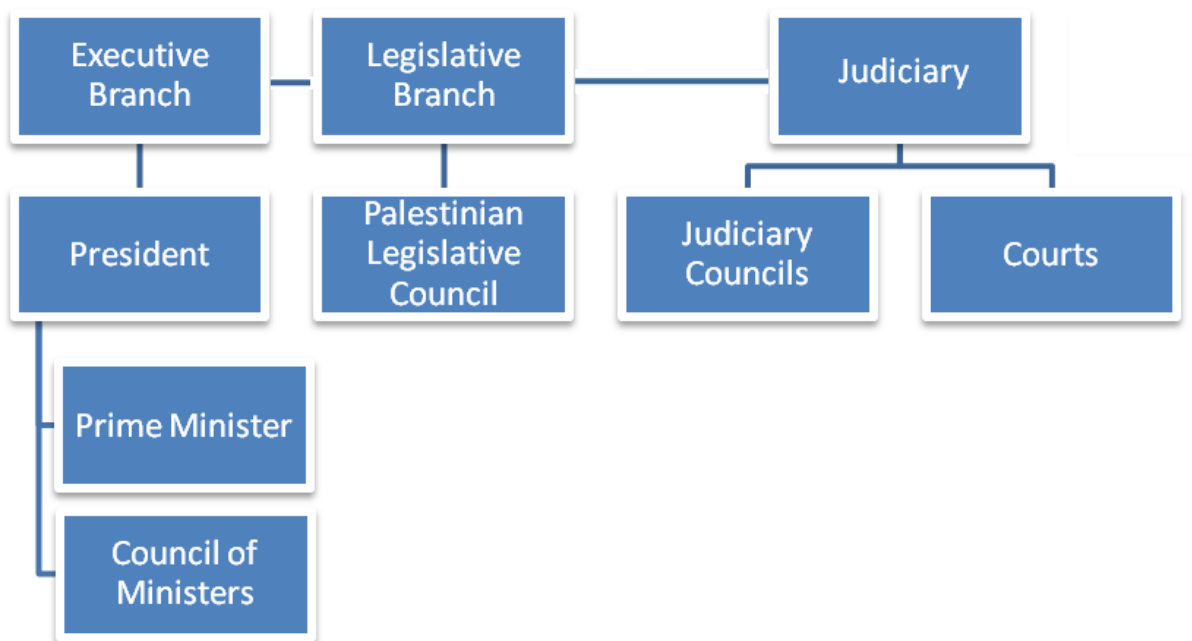 Executive
Branch
Legislative
Branch
Judiciary
President
Palestinian
Legislative
Council
Judiciary
Councils
Courts
Prime Minister
Council of
Ministers